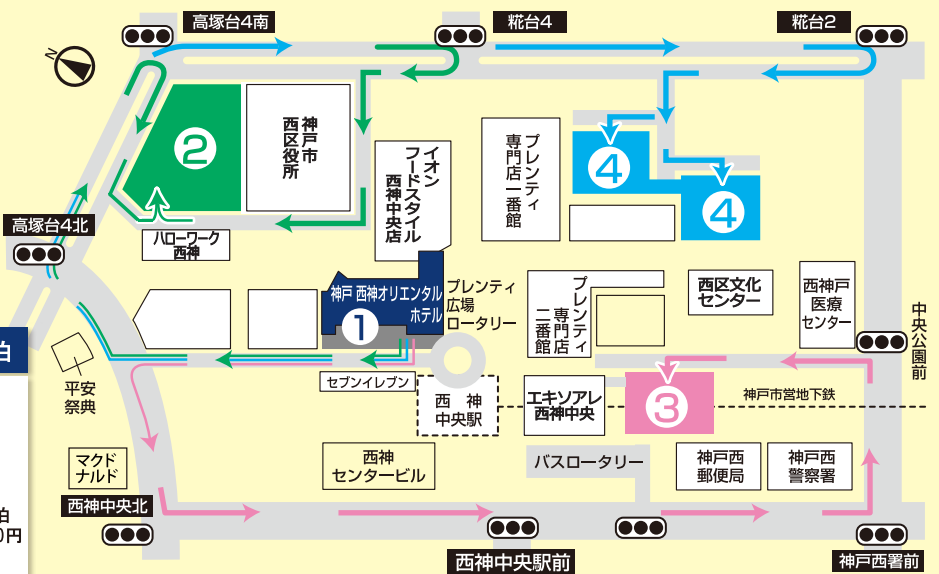 高塚台4南
糀台4
糀台2
N
2
神戸市
西区役所
イオン
フードスタイル
西神中央店
プレンティ
専門店一番館
4
4
高塚台4北
ハローワーク
西神
神戸 西神オリエンタル
ホテル
1
プレンティ
広場
ロータリー
プレンティ
専門店
二番館
西区文化
センター
西神戸
医療
センター
中央公園前
泊
平安
祭典
セブンイレブン
西 神
中央駅
エキソアレ
西神中央
3
神戸市営地下鉄
マクド
ナルド
西神
センタービル
バスロータリー
神戸西
郵便局
神戸西
警察署
西神中央北
泊
0円
西神中央駅前
神戸西署前